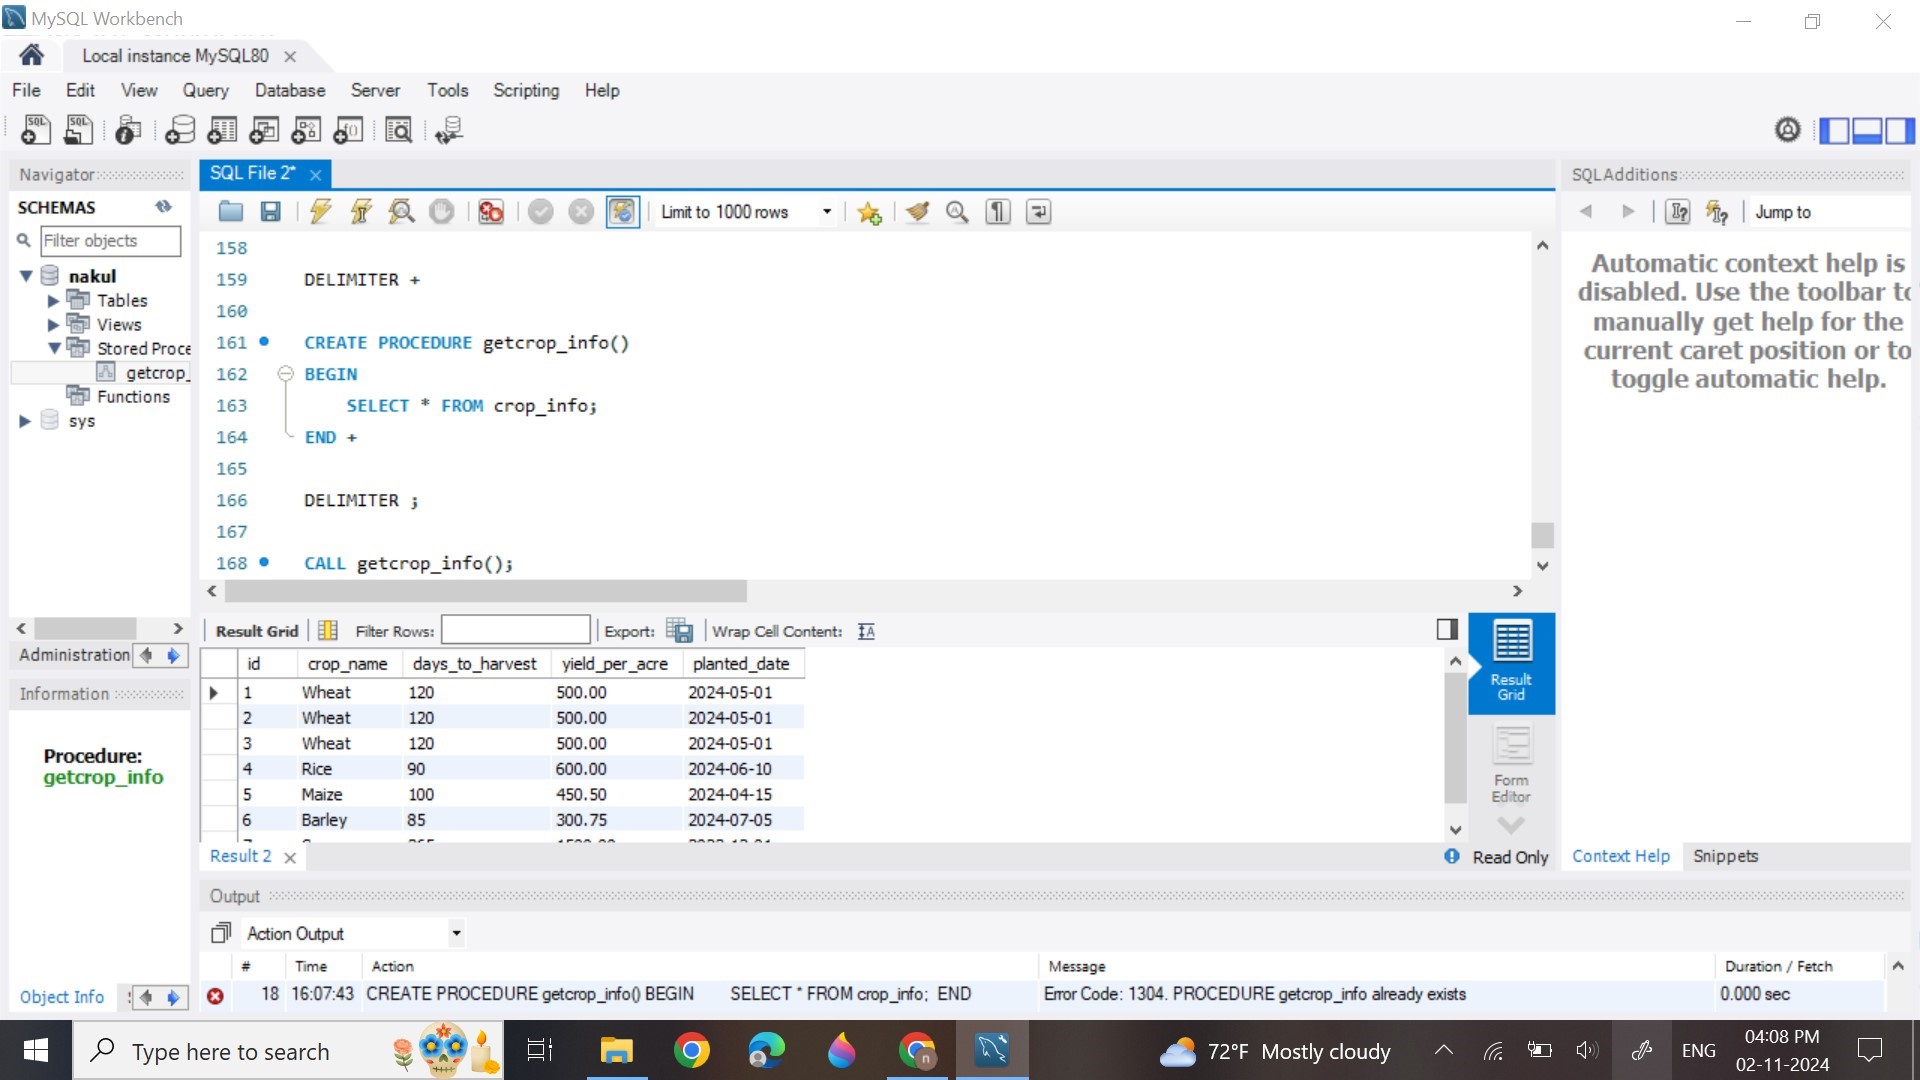 MySQL Workbench
Local instance MySQL80
File Edit View Query Database Server Tools Scripting Help
Navigator
SCHEMAS
Filter objects
nakul
Tables
Views
Stored Proce
getcrop_
Functions
sys
Administration
Information
Procedure:
getcrop_info
Object Info
SQL File 2*
Limit to 1000 rows
158
159 DELIMITER +
160
161 CREATE PROCEDURE getcrop_info()
162 BEGIN
163 SELECT * FROM crop_info;
164 END +
165
166 DELIMITER ;
167
168 CALL getcrop_info();
Result Grid Filter Rows: Export: Wrap Cell Content:
id crop_name days_to_harvest yield_per_acre planted_date
1 Wheat 120 500.00 2024-05-01
2 Wheat 120 500.00 2024-05-01
3 Wheat 120 500.00 2024-05-01
4 Rice 90 600.00 2024-06-10
5 Maize 100 450.50 2024-04-15
6 Barley 85 300.75 2024-07-05
Result
Grid
Form
Editor
Result 2
Read Only
SQLAdditions
Jump to
Automatic context help is
disabled. Use the toolbar to
manually get help for the
current caret position or to
toggle automatic help.
Context Help Snippets
Output
Action Output
# Time Action Message Duration / Fetch
18 16:07:43 CREATE PROCEDURE getcrop_info() BEGIN SELECT * FROM crop_info; END Error Code: 1304. PROCEDURE getcrop_info already exists 0.000 sec
Type here to search
72°F Mostly cloudy
ENG
04:08 PM
02-11-2024